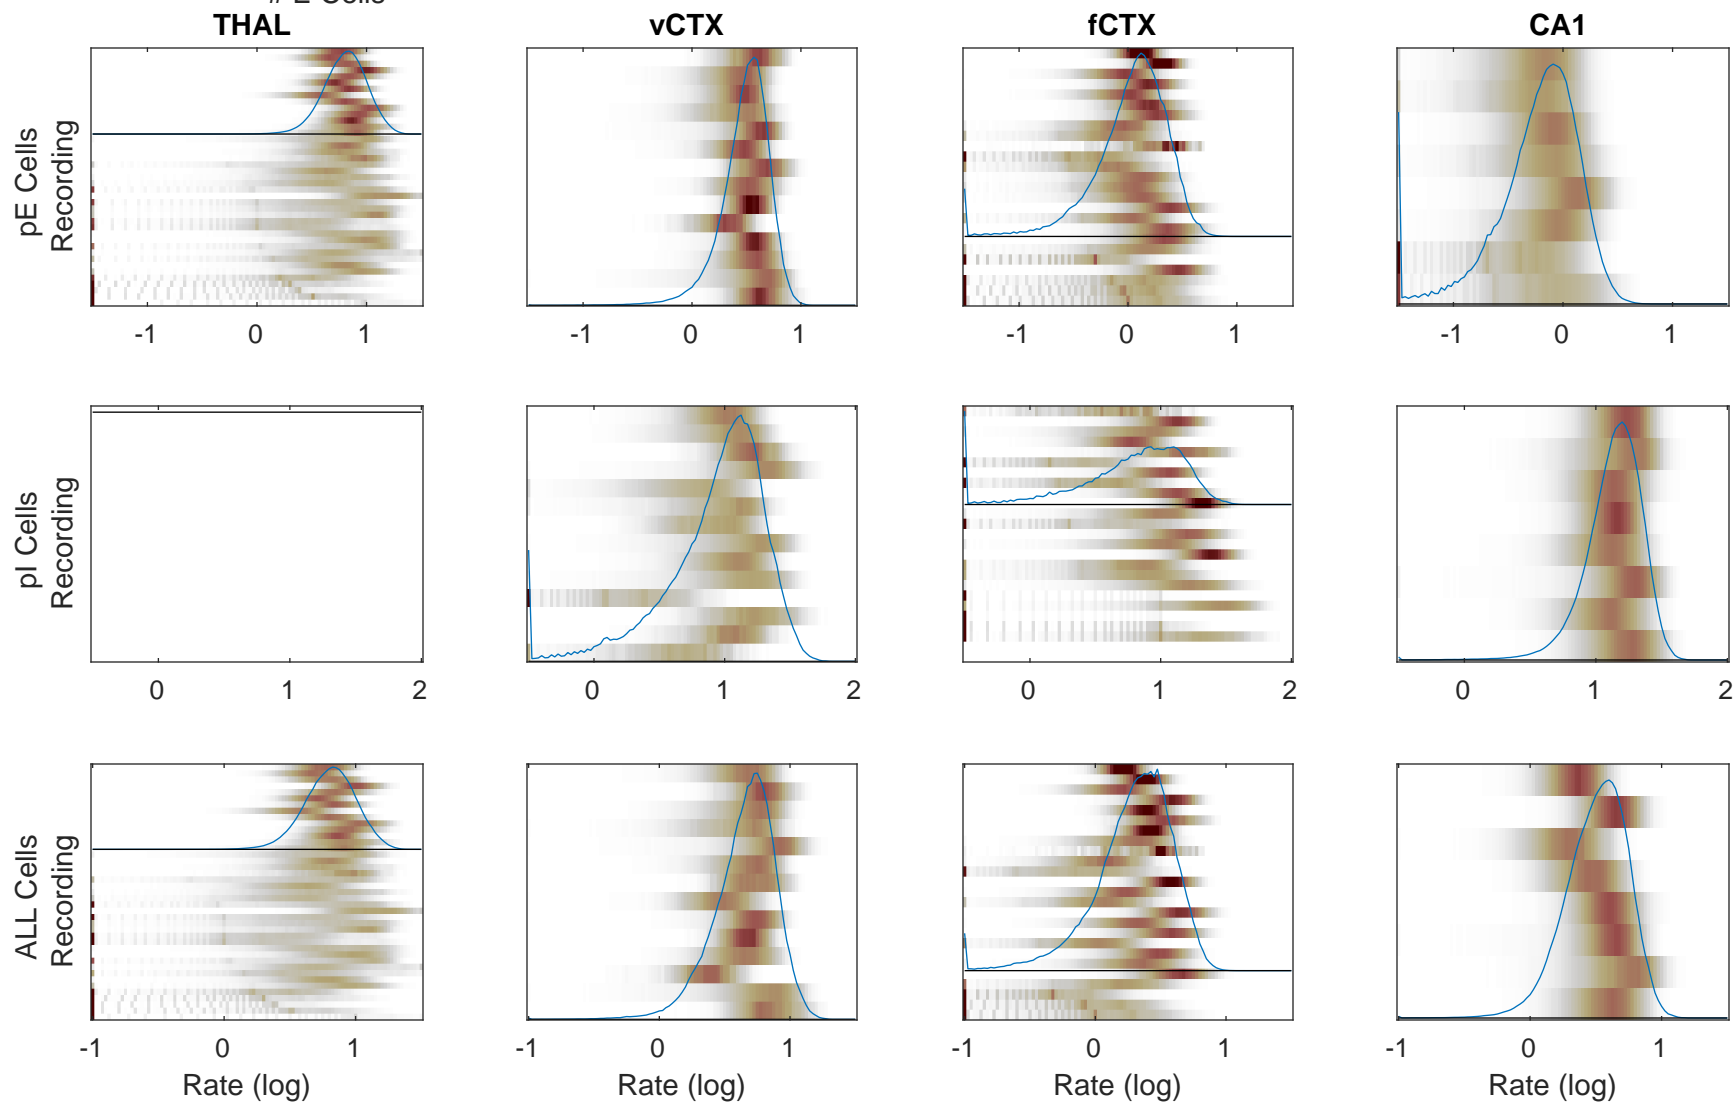 # E Cells
THAL vCTX fCTX CA1
pE Cells
Recording
-1 0 1 -1 0 1 -1 0 1 -1 0 1
pI Cells
Recording
0 1 2 0 1 2 0 1 2 0 1 2
ALL Cells
Recording
-1 0 1 -1 0 1 -1 0 1 -1 0 1
Rate (log) Rate (log) Rate (log) Rate (log)